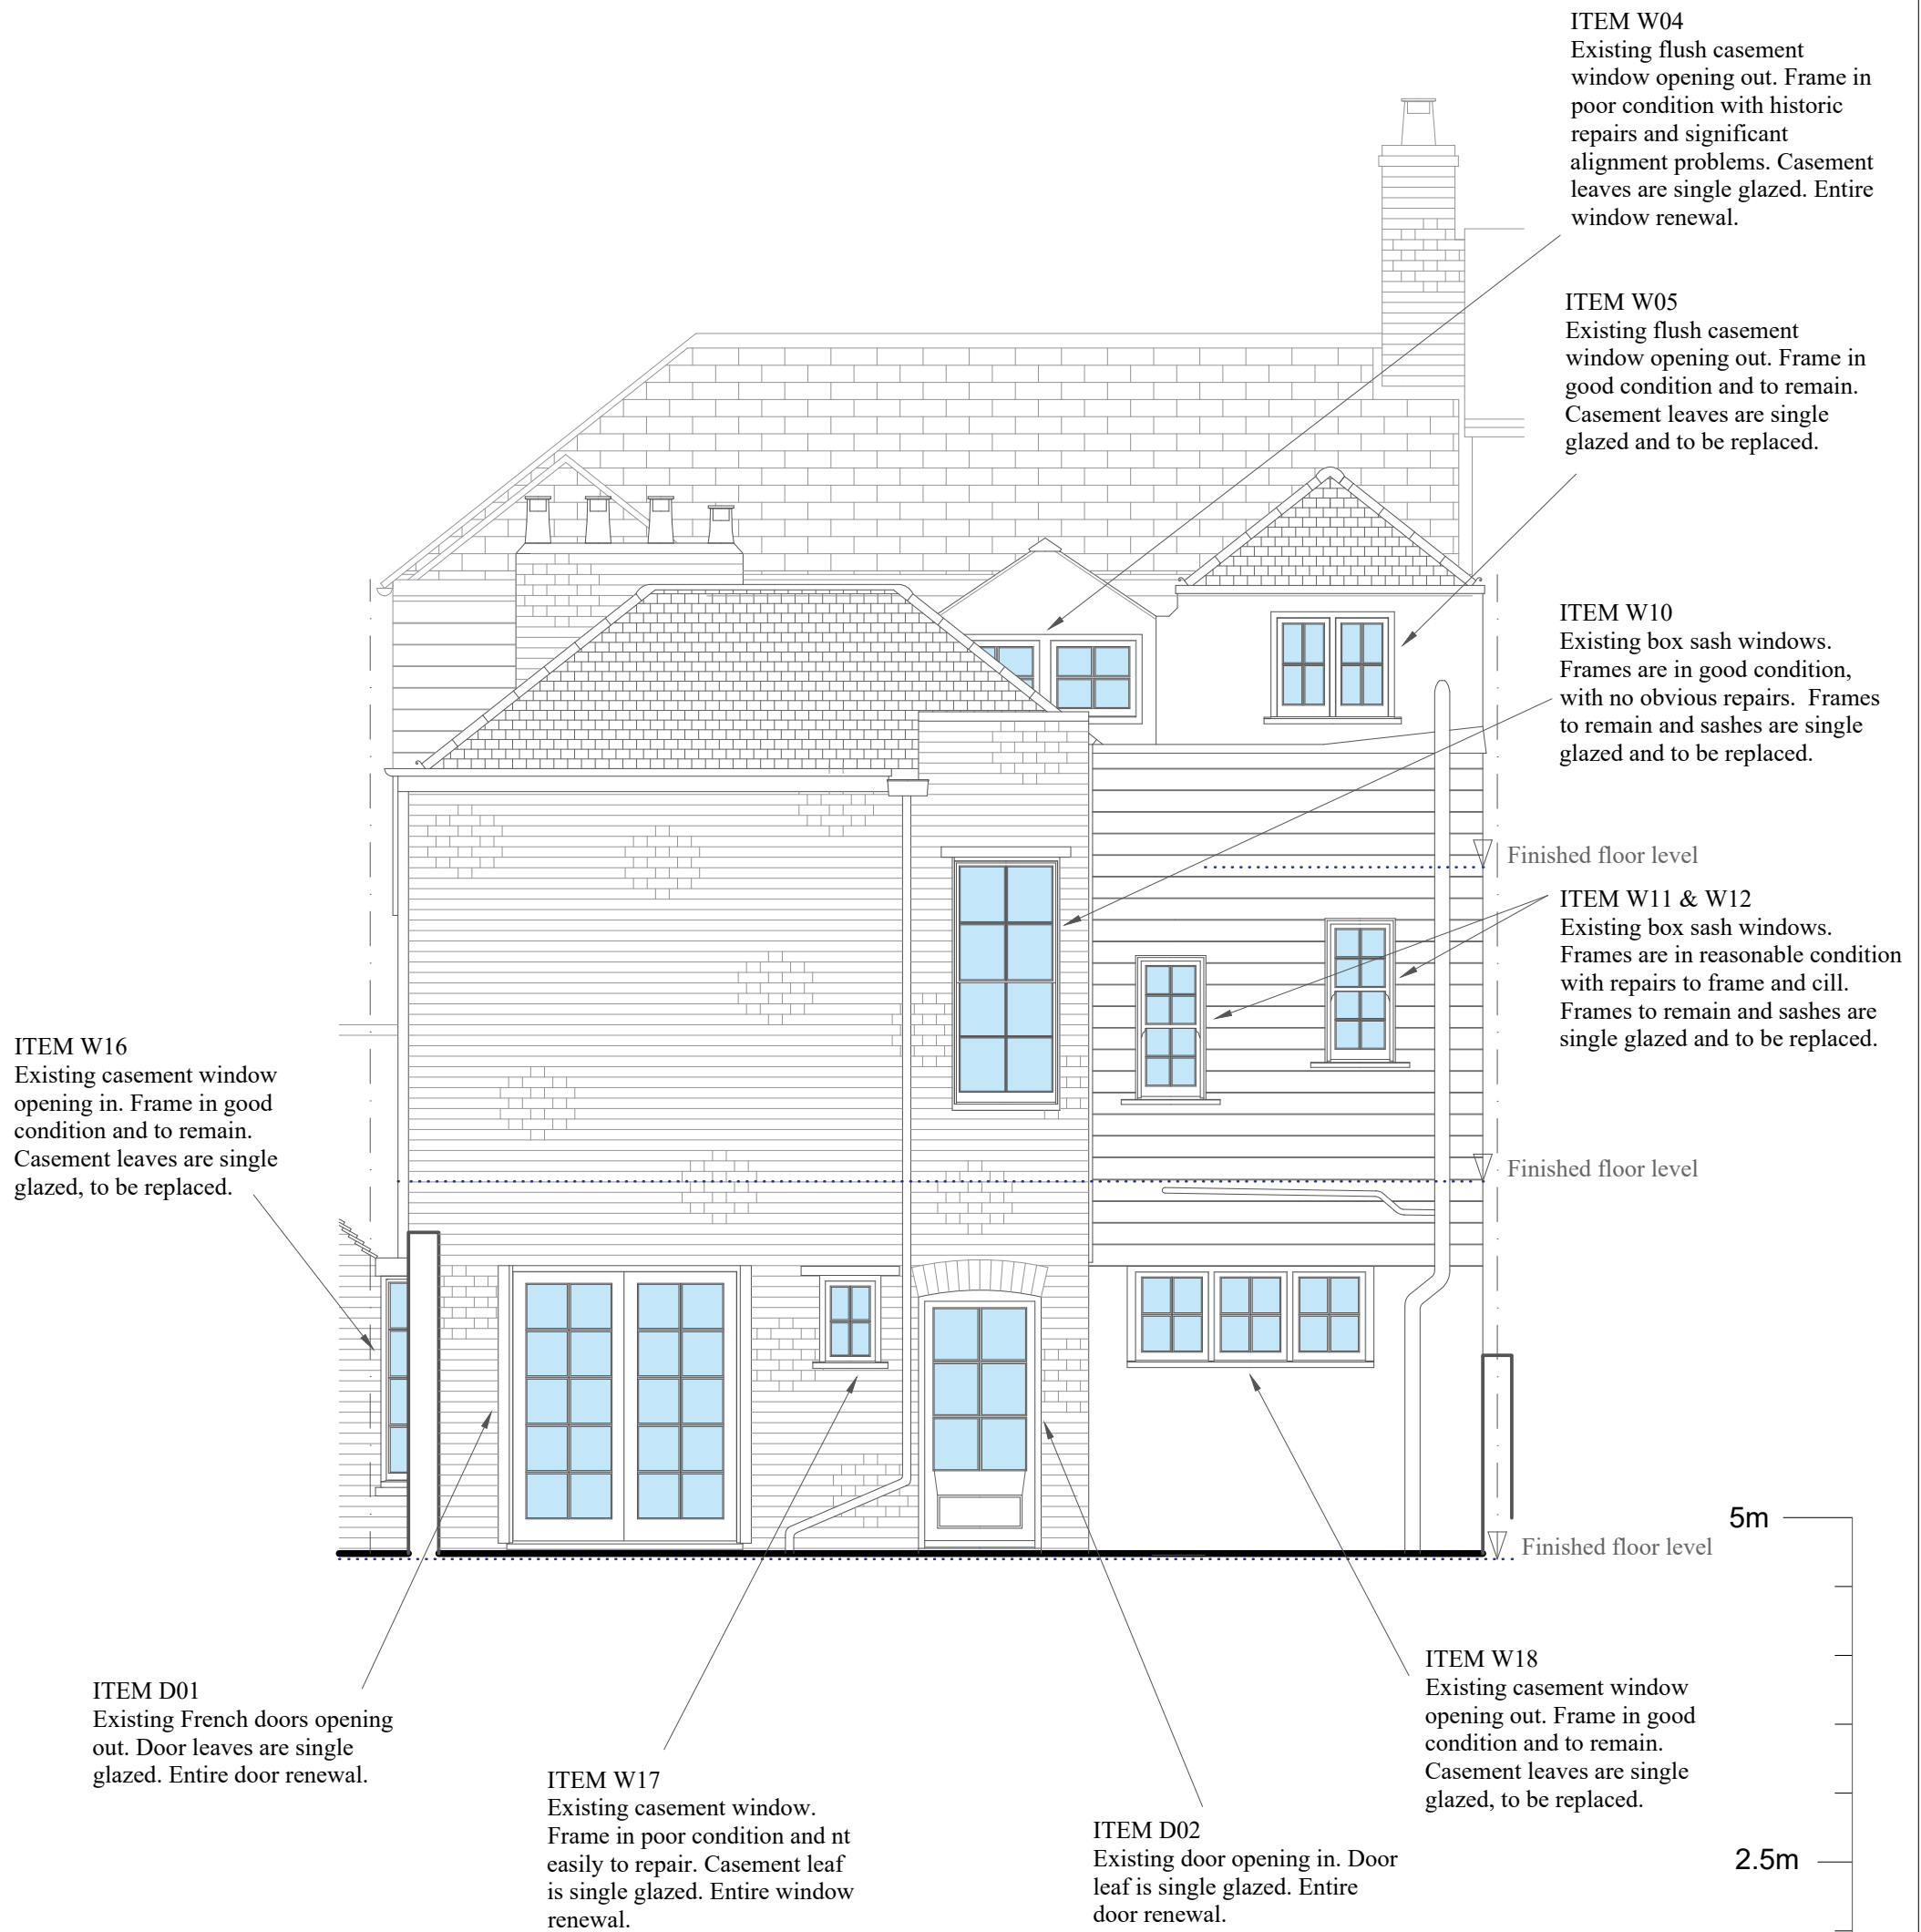 ITEM W04
Existing flush casement
window opening out. Frame in
poor condition with historic
repairs and significant
alignment problems. Casement
leaves are single glazed. Entire
window renewal.
ITEM W05
Existing flush casement
window opening out. Frame in
good condition and to remain.
Casement leaves are single
glazed and to be replaced.
ITEM W10
Existing box sash windows.
Frames are in good condition,
with no obvious repairs. Frames
to remain and sashes are single
glazed and to be replaced.
Finished floor level
ITEM W11 & W12
Existing box sash windows.
Frames are in reasonable condition
with repairs to frame and cill.
Frames to remain and sashes are
single glazed and to be replaced.
ITEM W16
Existing casement window
opening in. Frame in good
condition and to remain.
Casement leaves are single
glazed, to be replaced.
Finished floor level
5m
Finished floor level
ITEM D01
Existing French doors opening
out. Door leaves are single
glazed. Entire door renewal.
ITEM W17
Existing casement window.
Frame in poor condition and nt
easily to repair. Casement leaf
is single glazed. Entire window
renewal.
ITEM D02
Existing door opening in. Door
leaf is single glazed. Entire
door renewal.
ITEM W18
Existing casement window
opening out. Frame in good
condition and to remain.
Casement leaves are single
glazed, to be replaced.
2.5m